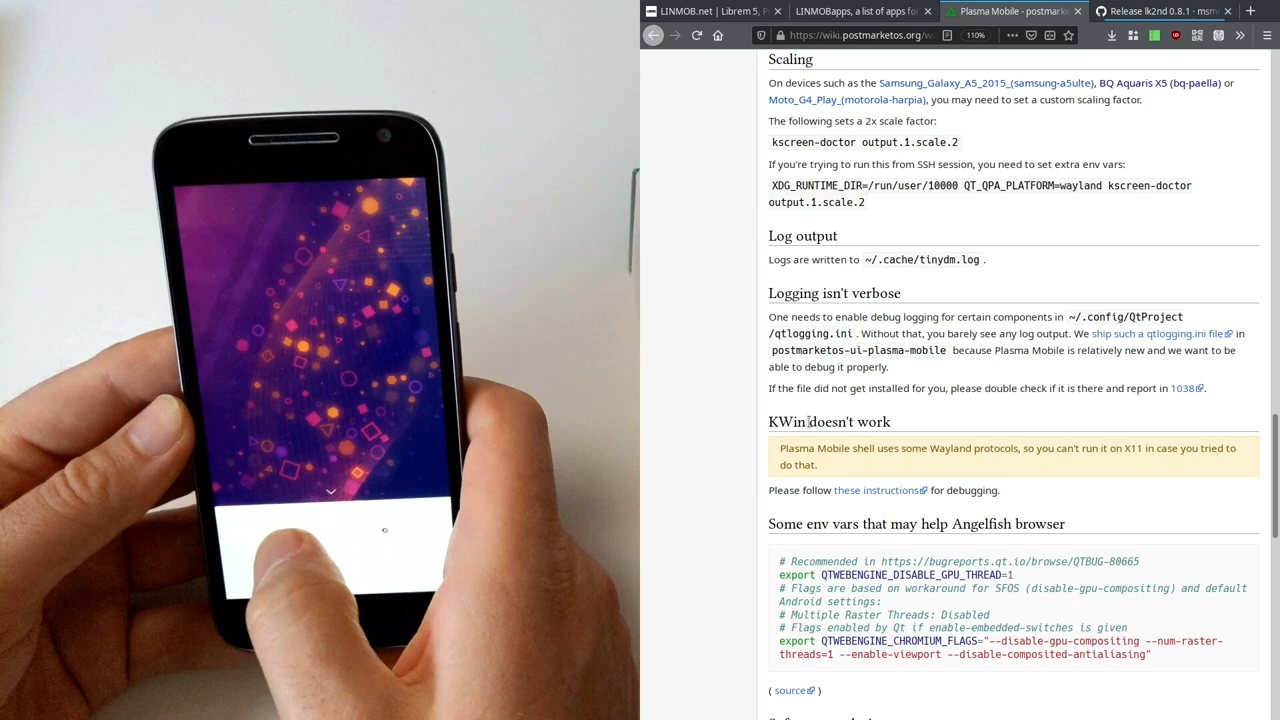 LINMOB.net | Librem 5, P
LINMOBapps, a list of apps for
Plasma Mobile - postmarke
Release lk2nd 0.8.1 · msm
https://wiki.postmarketos.org/w
110%
Scaling
On devices such as the Samsung_Galaxy_A5_2015_(samsung-a5ulte), BQ Aquaris X5 (bq-paella) or
Moto_G4_Play_(motorola-harpia), you may need to set a custom scaling factor.
The following sets a 2x scale factor:
kscreen-doctor output.1.scale.2
If you're trying to run this from SSH session, you need to set extra env vars:
XDG_RUNTIME_DIR=/run/user/10000 QT_QPA_PLATFORM=wayland kscreen-doctor
output.1.scale.2
Log output
Logs are written to ~/.cache/tinydm.log .
Logging isn't verbose
One needs to enable debug logging for certain components in ~/.config/QtProject
/qtlogging.ini . Without that, you barely see any log output. We ship such a qtlogging.ini file in
postmarketos-ui-plasma-mobile because Plasma Mobile is relatively new and we want to be
able to debug it properly.
If the file did not get installed for you, please double check if it is there and report in 1038.
KWin doesn't work
Plasma Mobile shell uses some Wayland protocols, so you can't run it on X11 in case you tried to
do that.
Please follow these instructions for debugging.
Some env vars that may help Angelfish browser
# Recommended in https://bugreports.qt.io/browse/QTBUG-80665
export QTWEBENGINE_DISABLE_GPU_THREAD=1
# Flags are based on workaround for SFOS (disable-gpu-compositing) and default
Android settings:
# Multiple Raster Threads: Disabled
# Flags enabled by Qt if enable-embedded-switches is given
export QTWEBENGINE_CHROMIUM_FLAGS="--disable-gpu-compositing --num-raster-
threads=1 --enable-viewport --disable-composited-antialiasing"
( source )